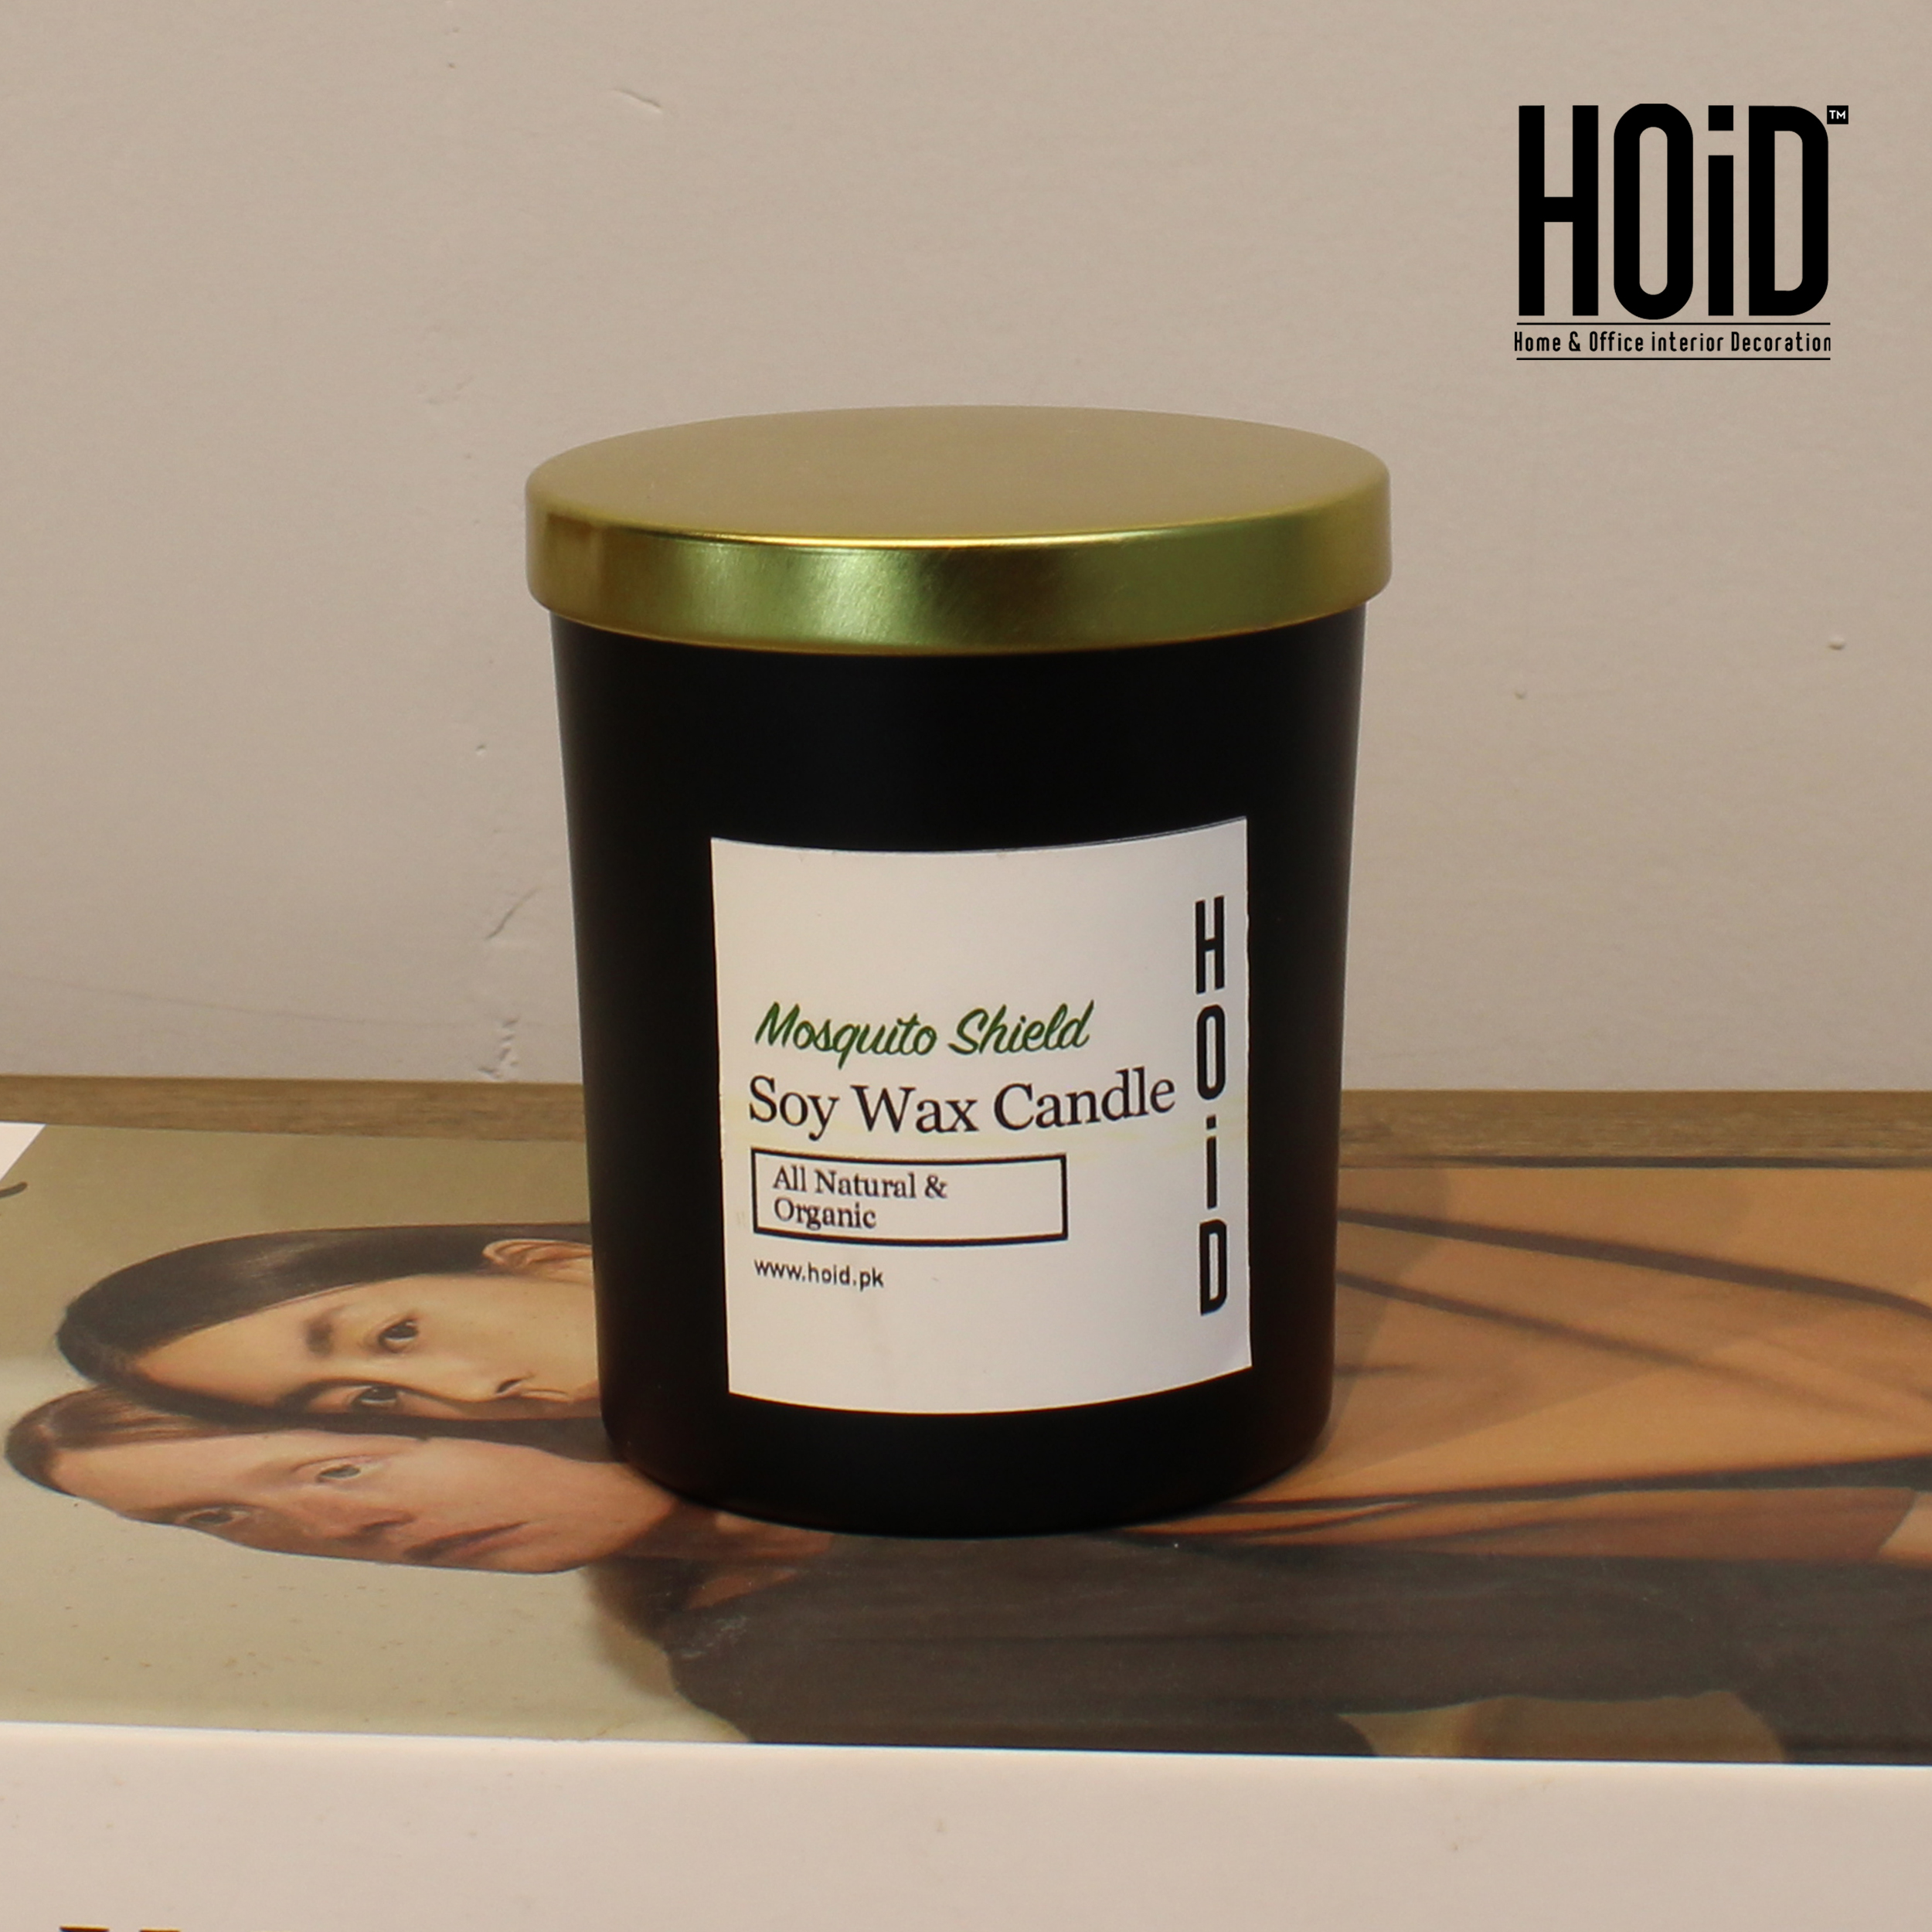 HOiD™
Home & Office interior Decoration
Mosquito Shield
Soy Wax Candle
All Natural &
Organic
www.hoid.pk
HOiD